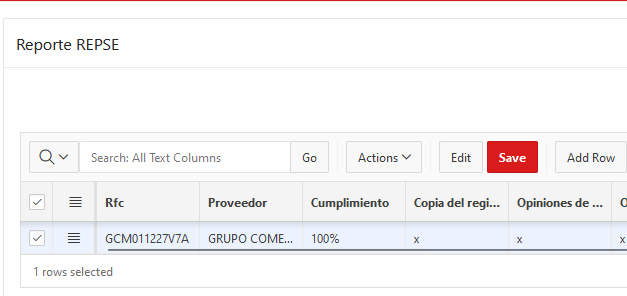 Reporte REPSE
Search: All Text Columns Go Actions Edit Save Add Row
Rfc Proveedor Cumplimiento Copia del regi... Opiniones de ... O
GCM011227V7A GRUPO COME... 100% x x x
1 rows selected